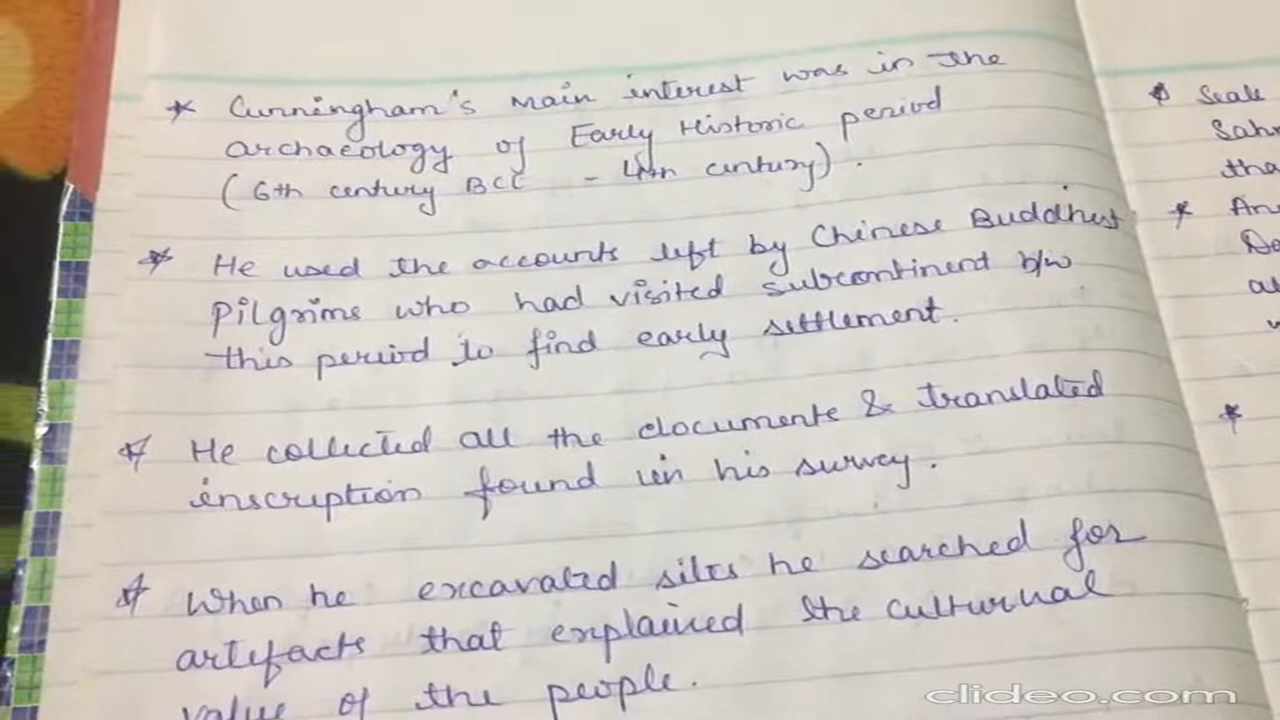 * Cunningham's main interest was in the
archaeology of Early Historic period
( 6th century BCE - 4th century) .
* He used the accounts left by Chinese Buddhist
Pilgrims who had visited subcontinent b/w
this period to find early settlement.
* He collected all the documents & translated
inscription found in his survey.
* When he excavated sites he searched for
artefacts that explained the culturnal
value of the people.
* Seale
Sah
tha
* An
*
clideo.com